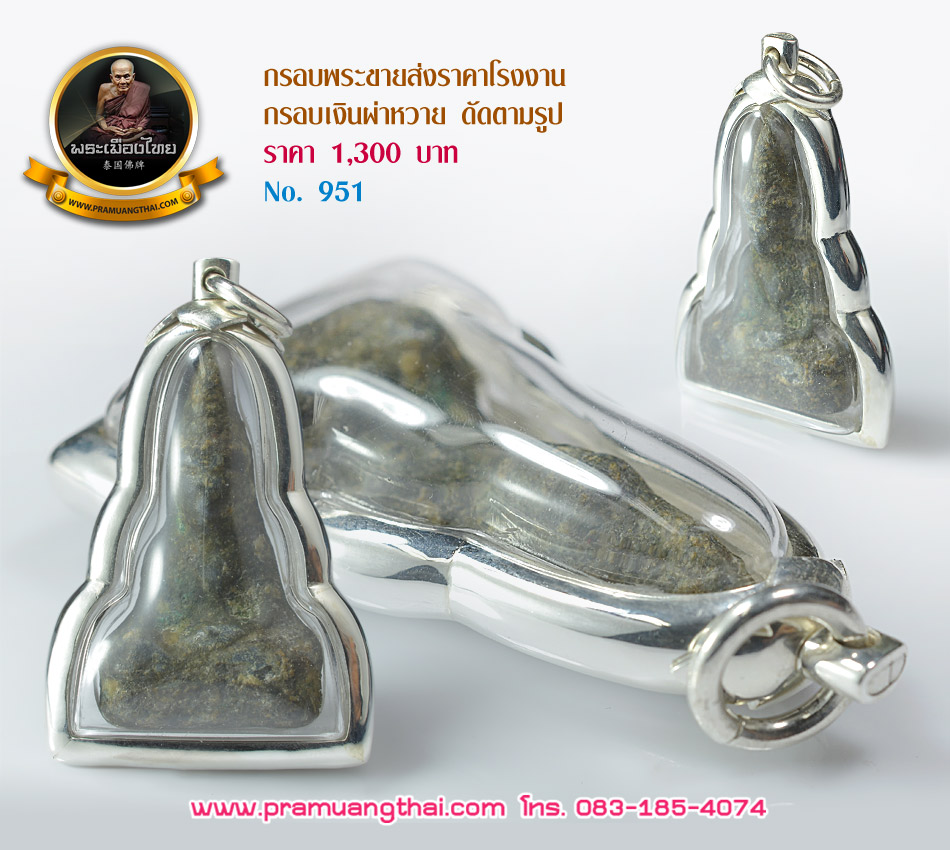 กรอบพระขายส่งราคาโรงงาน
กรอบเงินผ่าหวาย ดัดตามรูป
ราคา 1,300 บาท
No. 951
พระเมืองไทย
泰国佛牌
WWW.PRAMUANGTHAI.COM
www.pramuangthai.com โทร. 083-185-4074